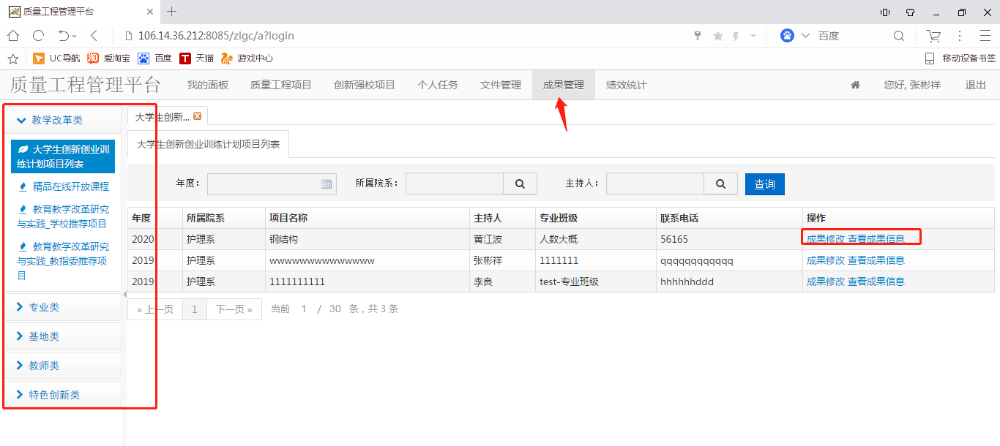 质量工程管理平台
106.14.36.212:8085/zlgc/a?login
百度
UC导航 爱淘宝 百度 天猫 游戏中心
移动设备书签
质量工程管理平台 我的面板 质量工程项目 创新强校项目 个人任务 文件管理 成果管理 绩效统计 您好, 张彬祥 退出
教学改革类
大学生创新创业训
练计划项目列表
精品在线开放课程
教育教学改革研究
与实践_学校推荐项目
教育教学改革研究
与实践_教指委推荐项
目
专业类
基地类
教师类
特色创新类
大学生创新...
大学生创新创业训练计划项目列表
年度： 所属院系： 主持人： 查询
年度 所属院系 项目名称 主持人 专业班级 联系电话 操作
2020 护理系 钢结构 黄江波 人数大概 56165 成果修改 查看成果信息
2019 护理系 wwwwwwwwwwwwww 张彬祥 1111111 qqqqqqqqqqqq 成果修改 查看成果信息
2019 护理系 1111111111 李良 test-专业班级 hhhhhhddd 成果修改 查看成果信息
« 上一页 1 下一页 » 当前 1 / 30 条，共 3 条